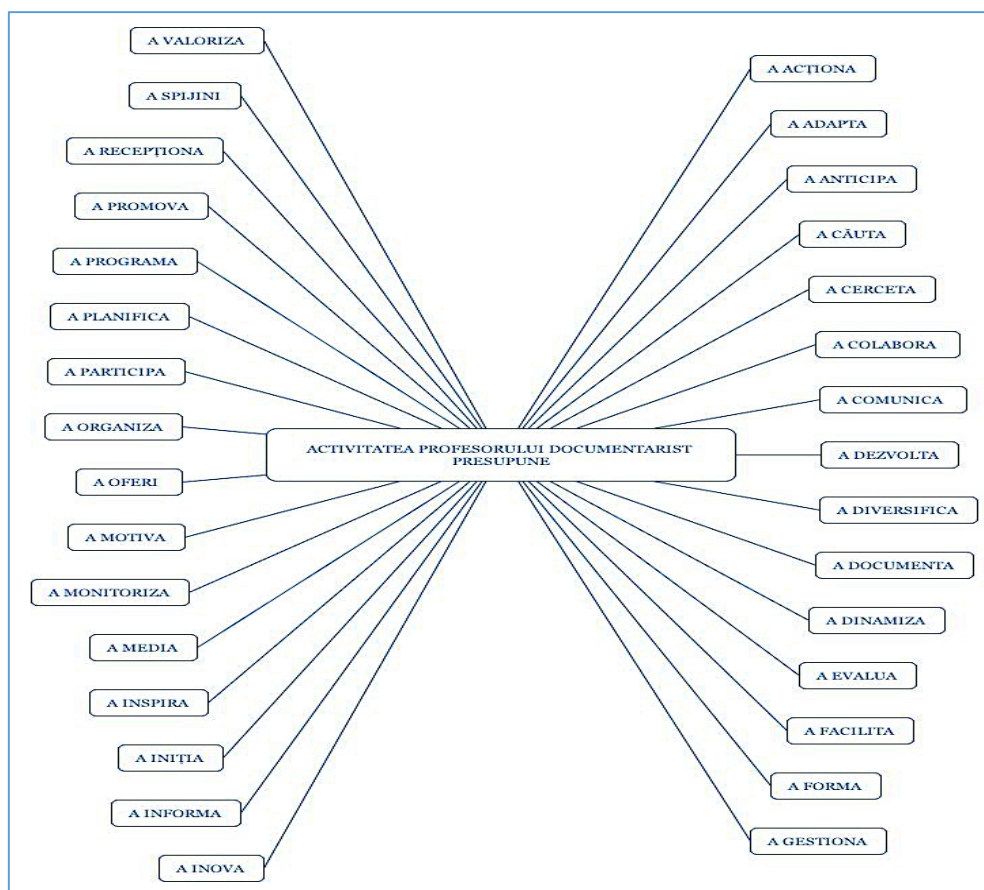 A VALORIZA
A SPIJINI
A RECEPȚIONA
A PROMOVA
A PROGRAMA
A PLANIFICA
A PARTICIPA
A ORGANIZA
A OFERI
A MOTIVA
A MONITORIZA
A MEDIA
A INSPIRA
A INIȚIA
A INFORMA
A INOVA
ACTIVITATEA PROFESORULUI DOCUMENTARIST
PRESUPUNE
A ACȚIONA
A ADAPTA
A ANTICIPA
A CĂUTA
A CERCETA
A COLABORA
A COMUNICA
A DEZVOLTA
A DIVERSIFICA
A DOCUMENTA
A DINAMIZA
A EVALUA
A FACILITA
A FORMA
A GESTIONA